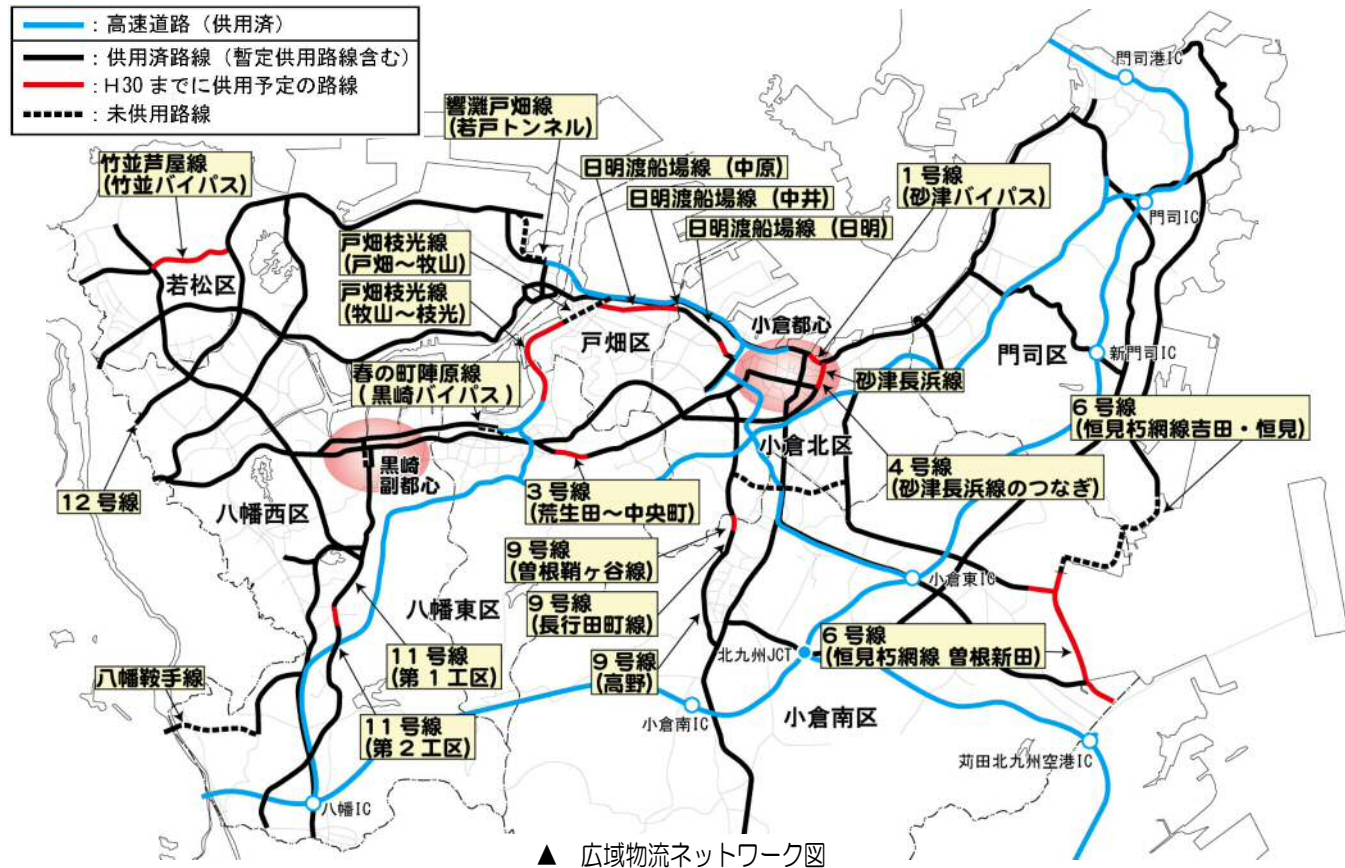 ：高速道路（供用済）
：供用済路線（暫定供用路線含む）
：H30までに供用予定の路線
：未供用路線
門司港IC
響灘戸畑線
(若戸トンネル)
竹並芦屋線
(竹並バイパス)
日明渡船場線（中原）
日明渡船場線（中井）
日明渡船場線（日明）
1号線
(砂津バイパス)
門司IC
戸畑枝光線
(戸畑～牧山)
若松区
戸畑枝光線
(牧山～枝光)
戸畑区
小倉都心
門司区
新門司IC
春の町陣原線
(黒崎バイパス)
砂津長浜線
6号線
(恒見朽網線吉田・恒見)
小倉北区
黒崎
副都心
4号線
(砂津長浜線のつなぎ)
12号線
八幡西区
3号線
(荒生田～中央町)
9号線
(曽根鞘ヶ谷線)
小倉東IC
八幡東区
9号線
(長行田町線)
11号線
(第1工区)
9号線
(高野)
北九州JCT
6号線
(恒見朽網線 曽根新田)
八幡鞍手線
11号線
(第2工区)
小倉南IC
小倉南区
苅田北九州空港IC
八幡IC
▲ 広域物流ネットワーク図